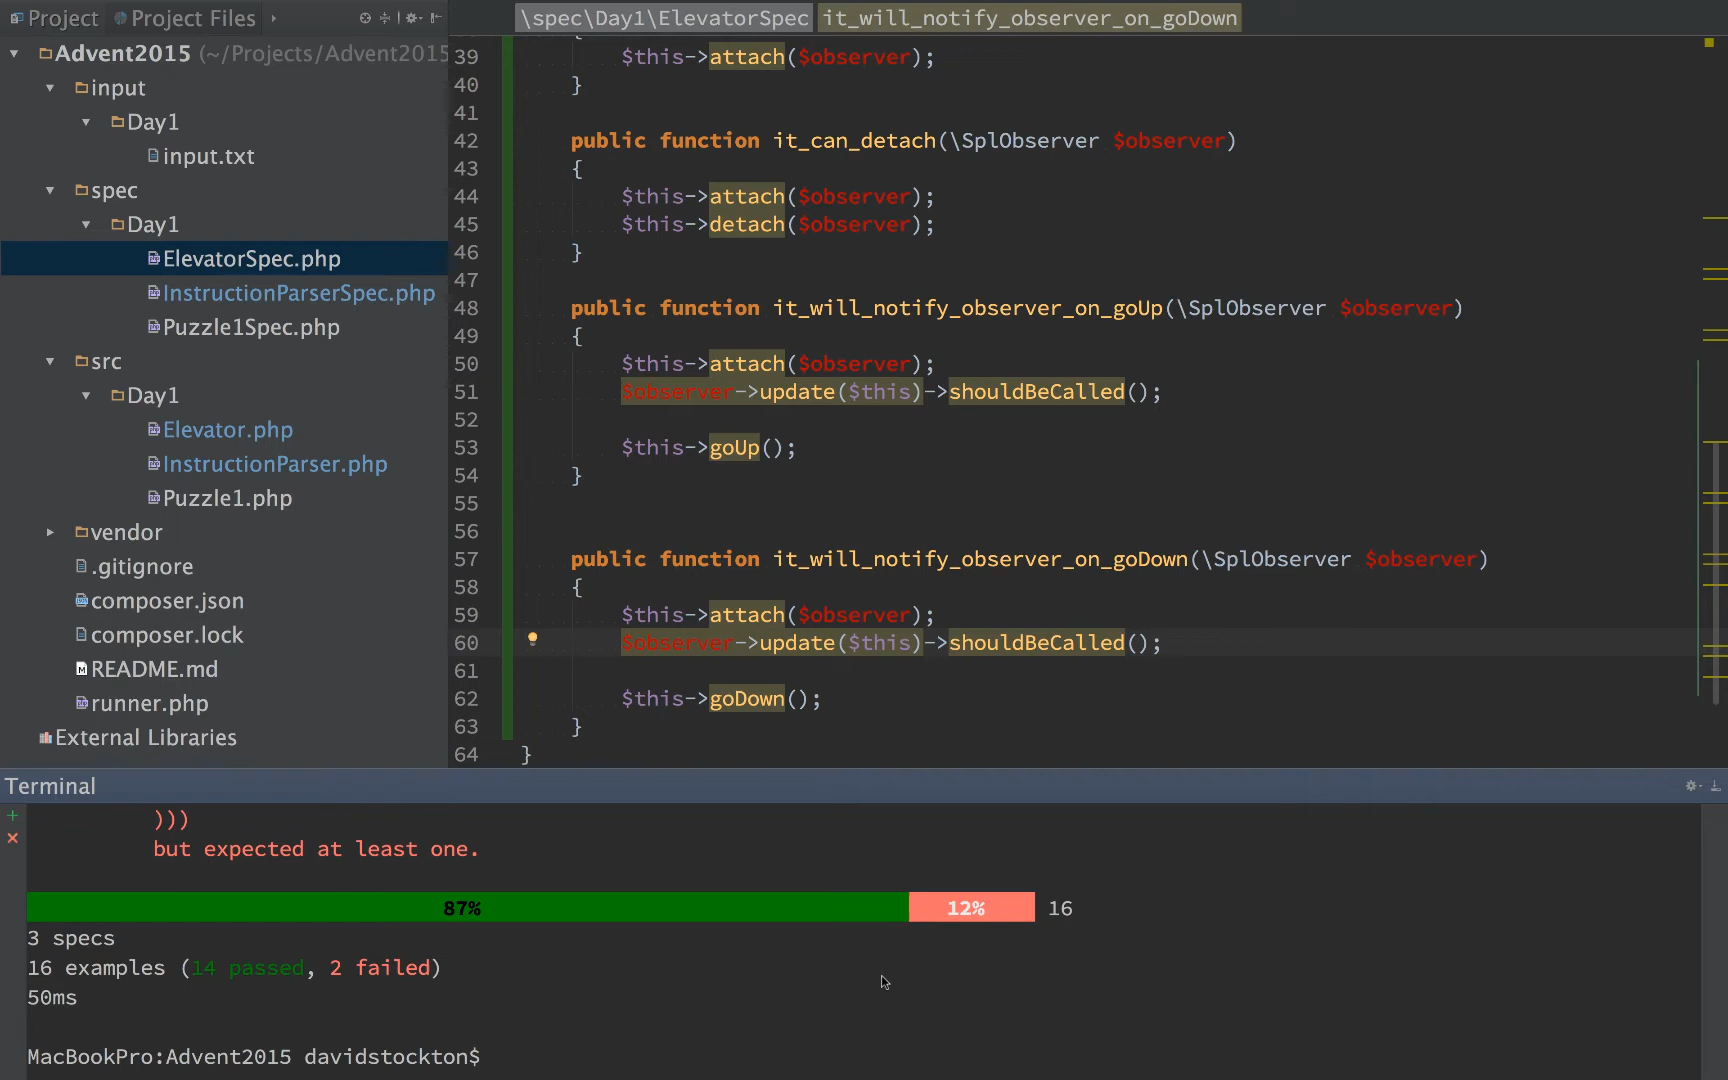 Project
Project Files
\spec\Day1\ElevatorSpec
it_will_notify_observer_on_goDown
Advent2015 (~/Projects/Advent2015
input
Day1
input.txt
spec
Day1
ElevatorSpec.php
InstructionParserSpec.php
Puzzle1Spec.php
src
Day1
Elevator.php
InstructionParser.php
Puzzle1.php
vendor
.gitignore
composer.json
composer.lock
README.md
runner.php
External Libraries
{
39 $this->attach($observer);
40 }
41
42 public function it_can_detach(\SplObserver $observer)
43 {
44 $this->attach($observer);
45 $this->detach($observer);
46 }
47
48 public function it_will_notify_observer_on_goUp(\SplObserver $observer)
49 {
50 $this->attach($observer);
51 $observer->update($this)->shouldBeCalled();
52
53 $this->goUp();
54 }
55
56
57 public function it_will_notify_observer_on_goDown(\SplObserver $observer)
58 {
59 $this->attach($observer);
60 $observer->update($this)->shouldBeCalled();
61
62 $this->goDown();
63 }
64 }
Terminal
)))
but expected at least one.
87% 12% 16
3 specs
16 examples (14 passed, 2 failed)
50ms
MacBookPro:Advent2015 davidstockton$